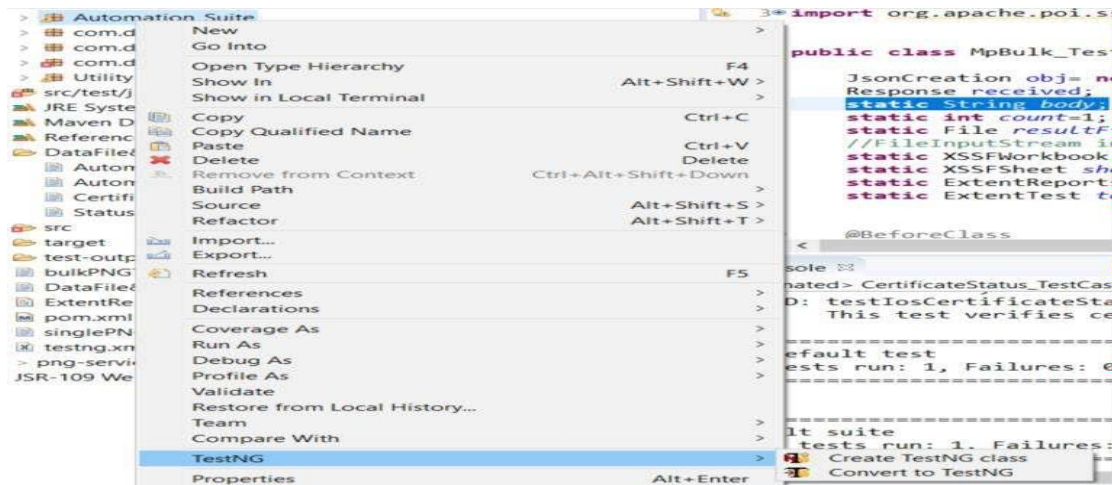 Automation Suite
com.d
com.d
com.d
Utility
src/test/j
JRE Syste
Maven D
Referenc
DataFile&
Auton
Auton
Certifi
Status
src
target
test-outp
bulkPNG
DataFile&
ExtentRe
pom.xml
singlePN
testng.xn
png-servi
JSR-109 We
New
Go Into
Open Type Hierarchy F4
Show In Alt+Shift+W >
Show in Local Terminal
Copy Ctrl+C
Copy Qualified Name
Paste Ctrl+V
Delete Delete
Remove from Context Ctrl+Alt+Shift+Down
Build Path
Source Alt+Shift+S >
Refactor Alt+Shift+T >
Import...
Export...
Refresh F5
References
Declarations
Coverage As
Run As
Debug As
Profile As
Validate
Restore from Local History...
Team
Compare With
TestNG
Properties Alt+Enter
Create TestNG class
Convert to TestNG
3 import org.apache.poi.s
public class MpBulk_Tes
JsonCreation obj= ne
Response received;
static String body;
static int count=1;
static File resultF
//FileInputStream i
static XSSFWorkbook
static XSSFSheet she
static ExtentReport
static ExtentTest te
@BeforeClass
sole
nated> CertificateStatus_TestCas
D: testIosCertificateSta
This test verifies ce
efault test
ests run: 1, Failures: 0
lt suite
tests run: 1, Failures: